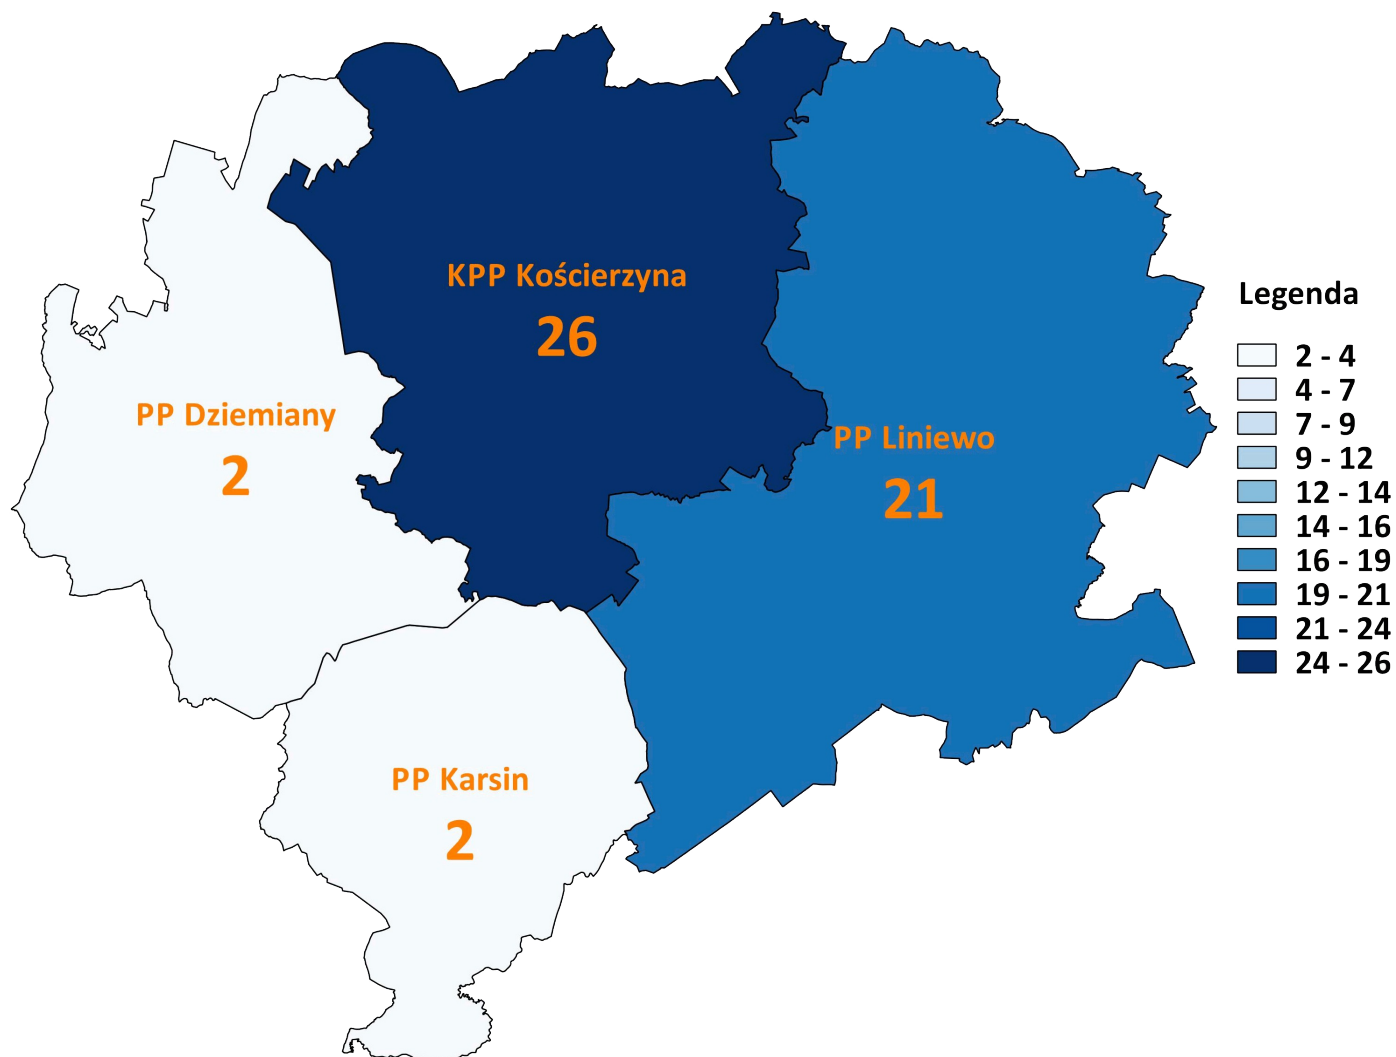 KPP Kościerzyna
26
PP Dziemiany
2
PP Liniewo
21
PP Karsin
2
Legenda
2 - 4
4 - 7
7 - 9
9 - 12
12 - 14
14 - 16
16 - 19
19 - 21
21 - 24
24 - 26